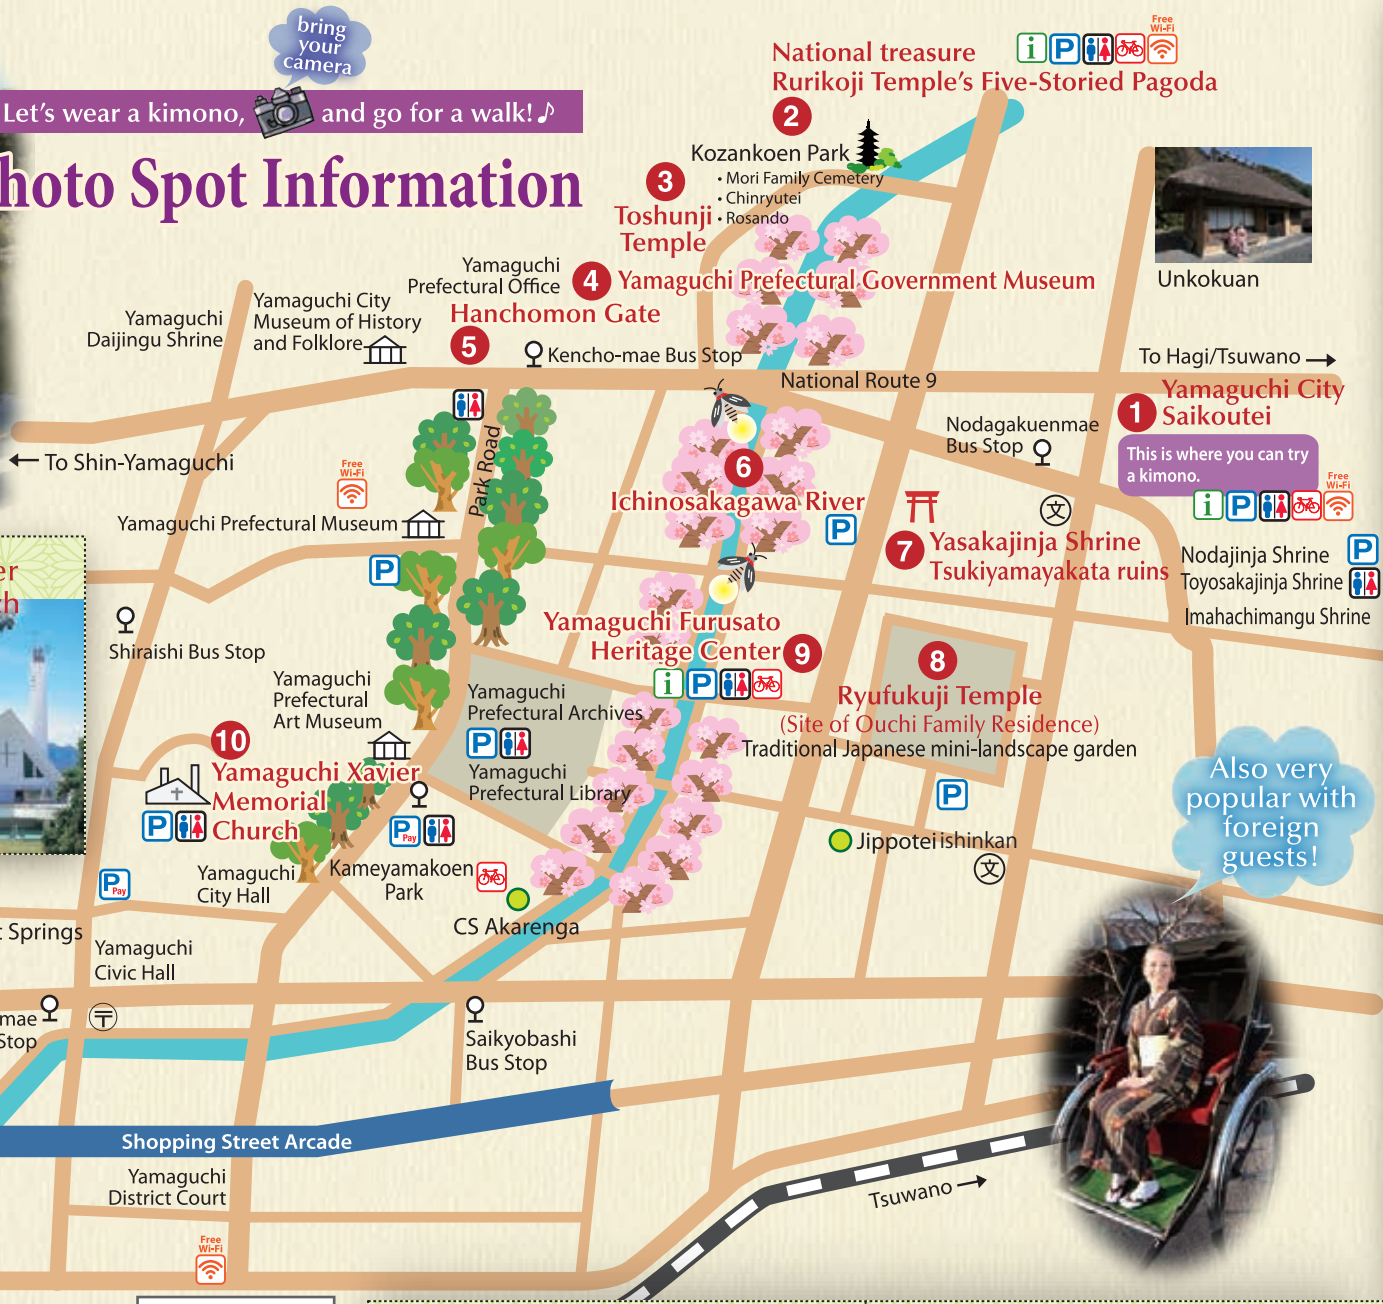 bring
your
camera
Let's wear a kimono, and go for a walk!♪
hoto Spot Information
Free
Wi-Fi
National treasure
Rurikoji Temple's Five-Storied Pagoda
i P
2
Kozankoen Park
• Mori Family Cemetery
• Chinryutei
• Rosando
3
Toshunji
Temple
Unkokuan
Yamaguchi
Prefectural Office
4
Yamaguchi Prefectural Government Museum
Hanchomon Gate
5
Yamaguchi City
Museum of History
and Folklore
Yamaguchi
Daijingu Shrine
Kencho-mae Bus Stop
National Route 9
To Hagi/Tsuwano →
1
Yamaguchi City
Saikoutei
This is where you can try
a kimono.
Free
Wi-Fi
i P
Nodagakuenmae
Bus Stop
文
← To Shin-Yamaguchi
Park Road
Free
Wi-Fi
Yamaguchi Prefectural Museum
P
6
Ichinosakagawa River
P
7
Yasakajinja Shrine
Tsukiyamayakata ruins
Nodajinja Shrine
P
Toyosakajinja Shrine
Imahachimangu Shrine
er
ch
Shiraishi Bus Stop
Yamaguchi Furusato
Heritage Center
9
i P
8
Ryufukuji Temple
(Site of Ouchi Family Residence)
Traditional Japanese mini-landscape garden
P
Yamaguchi
Prefectural
Art Museum
Yamaguchi
Prefectural Archives
P
Yamaguchi
Prefectural Library
10
Yamaguchi Xavier
Memorial
Church
P
P
Pay
Also very
popular with
foreign
guests!
Jippotei ishinkan
文
Kameyamakoen
Park
Yamaguchi
City Hall
P
Pay
CS Akarenga
t Springs
Yamaguchi
Civic Hall
mae
Stop
〒
Saikyobashi
Bus Stop
Shopping Street Arcade
Yamaguchi
District Court
Tsuwano →
Free
Wi-Fi